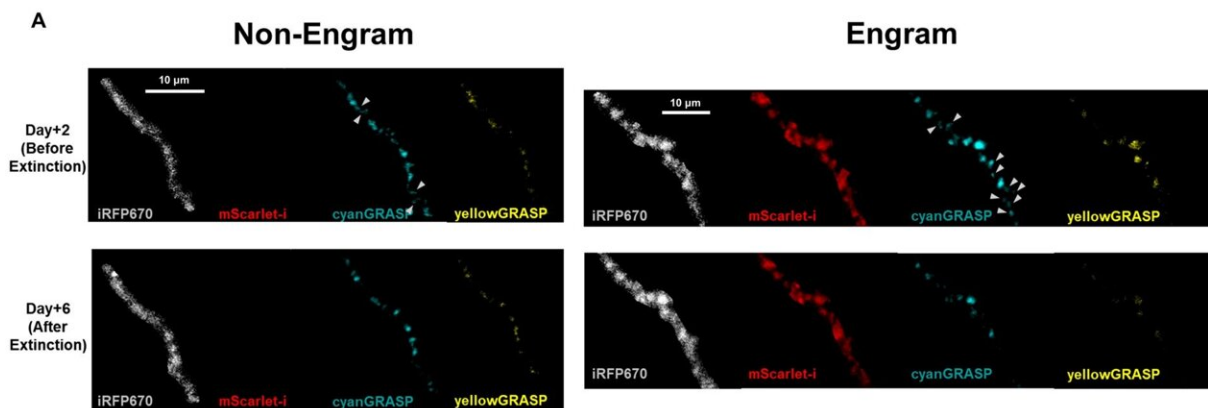 A
Non-Engram
Engram
10 µm
10 µm
Day+2
(Before
Extinction)
iRFP670 mScarlet-i cyanGRASP yellowGRASP
iRFP670 mScarlet-i cyanGRASP yellowGRASP
Day+6
(After
Extinction)
iRFP670 mScarlet-i cyanGRASP yellowGRASP
iRFP670 mScarlet-i cyanGRASP yellowGRASP